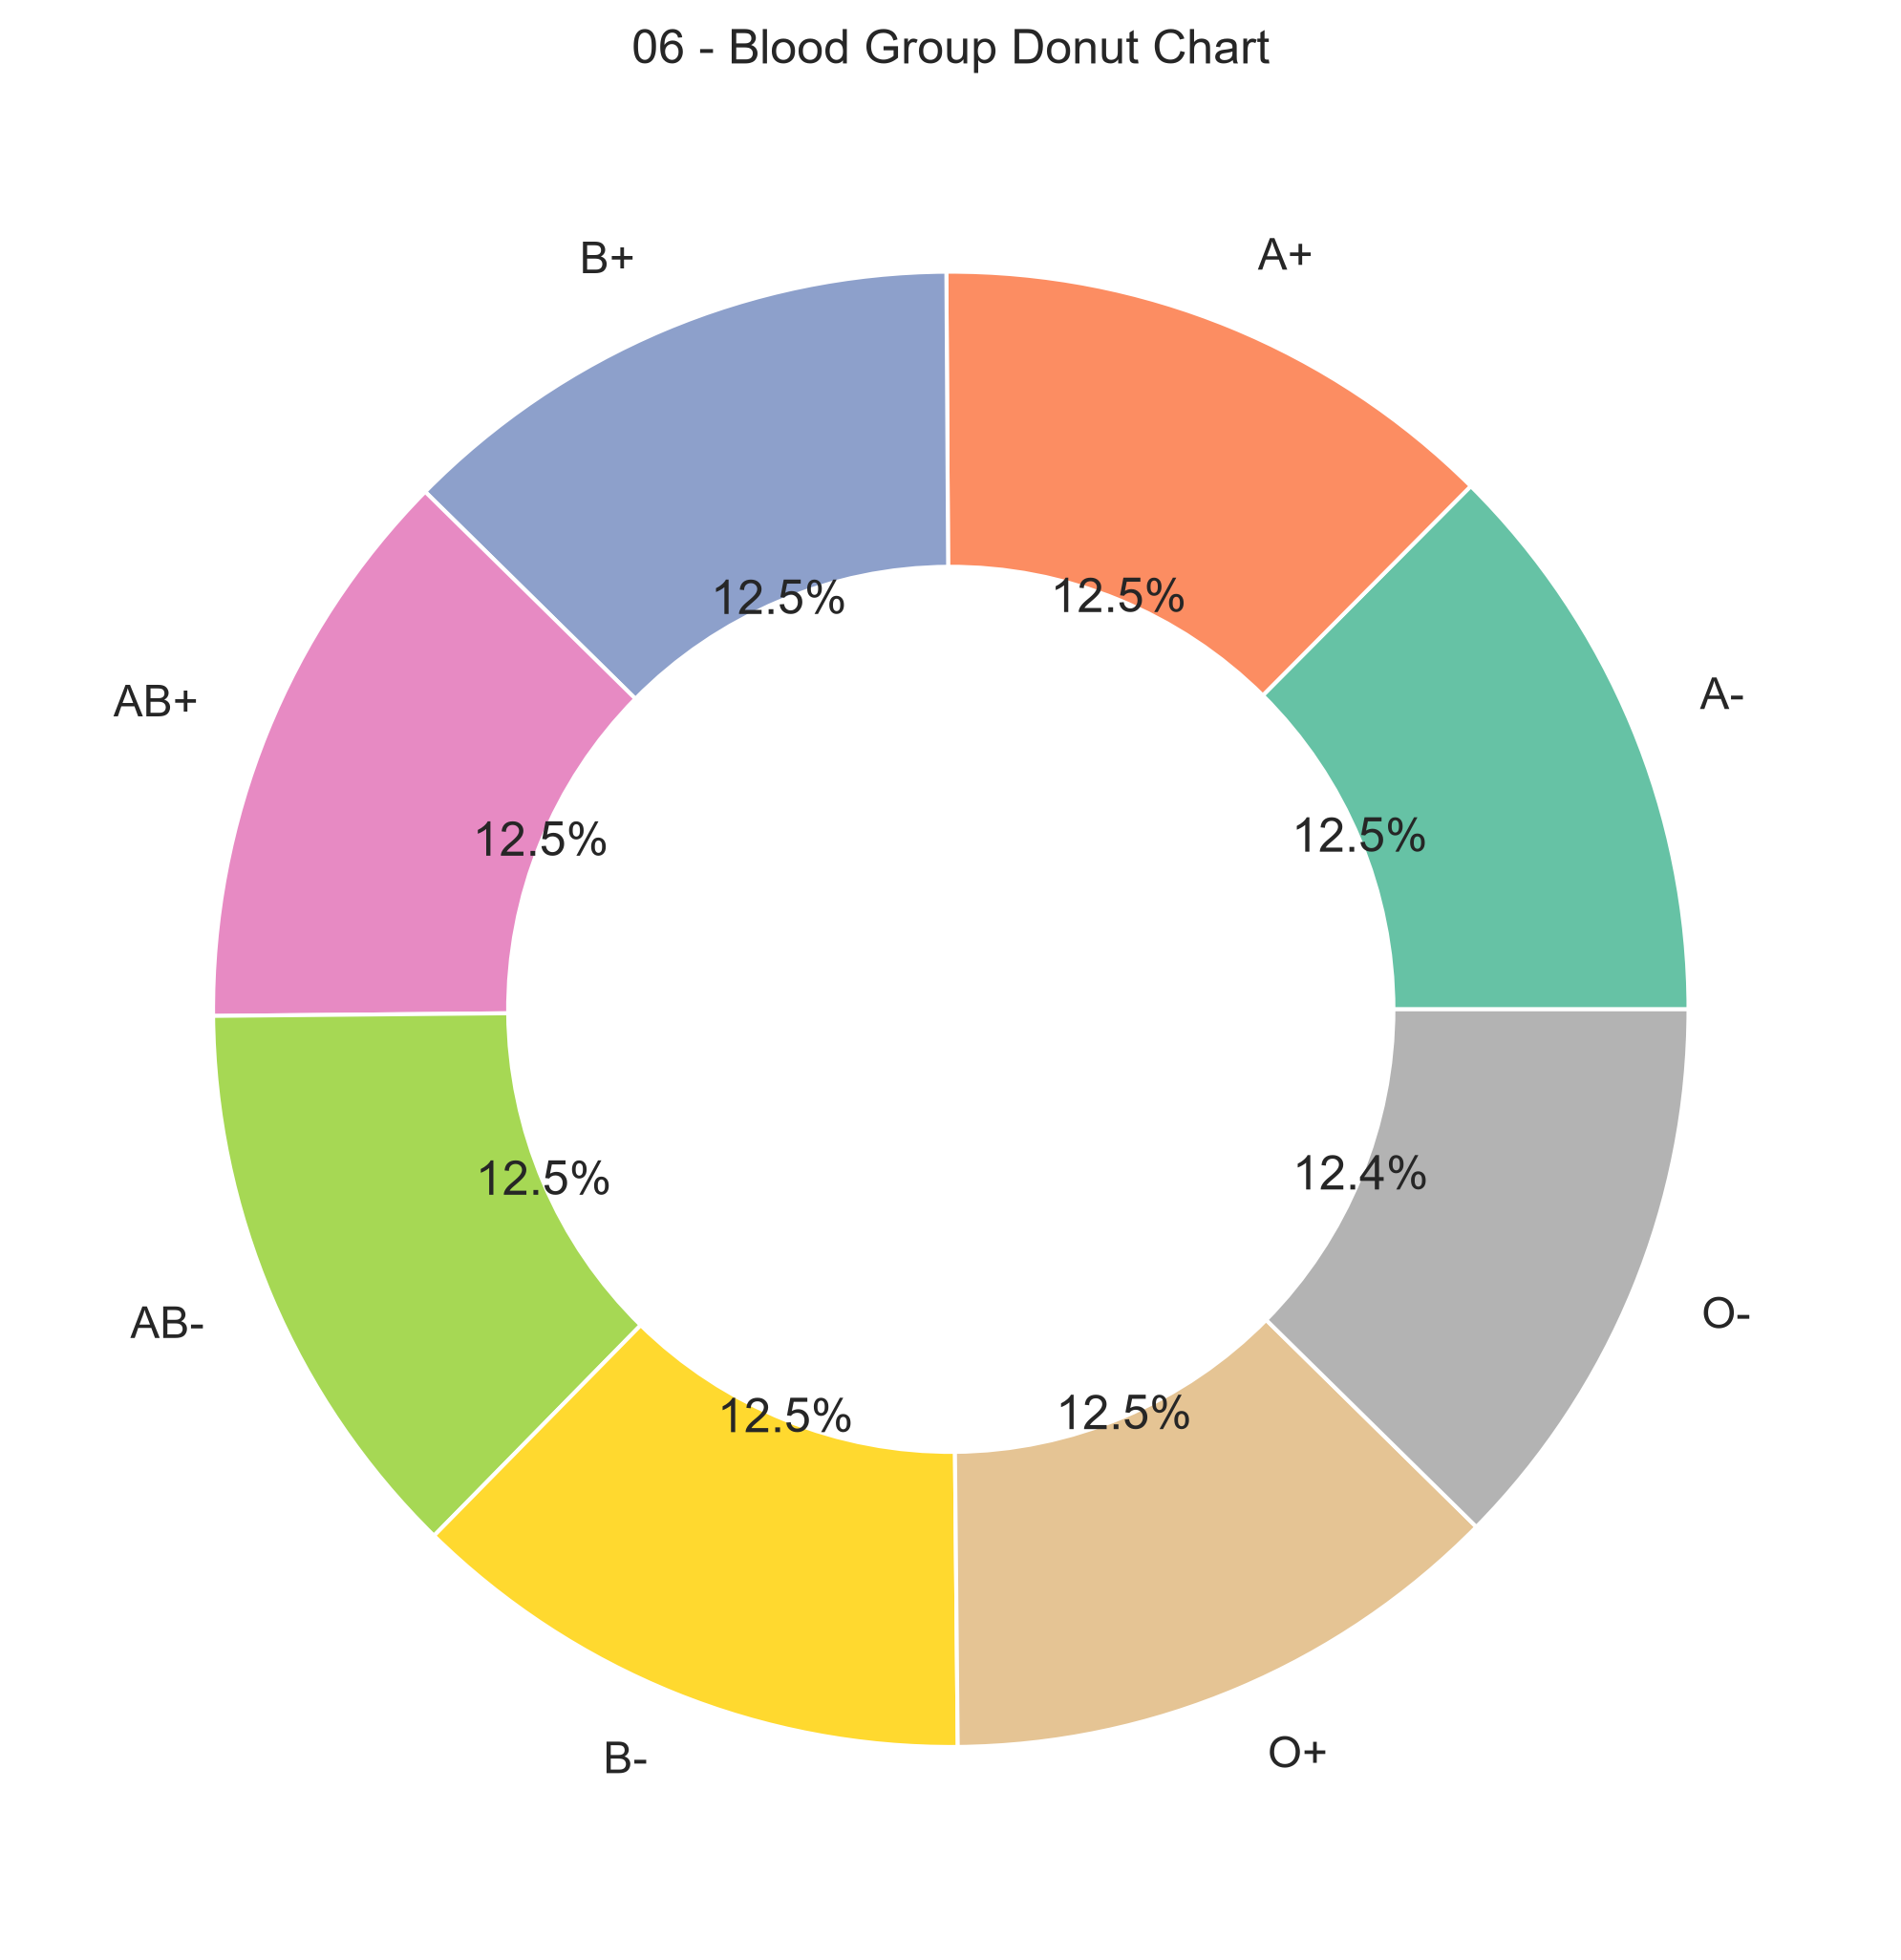 06 - Blood Group Donut Chart
B+
A+
12.5%
12.5%
AB+
A-
12.5%
12.5%
12.5%
12.4%
AB-
O-
12.5%
12.5%
B-
O+